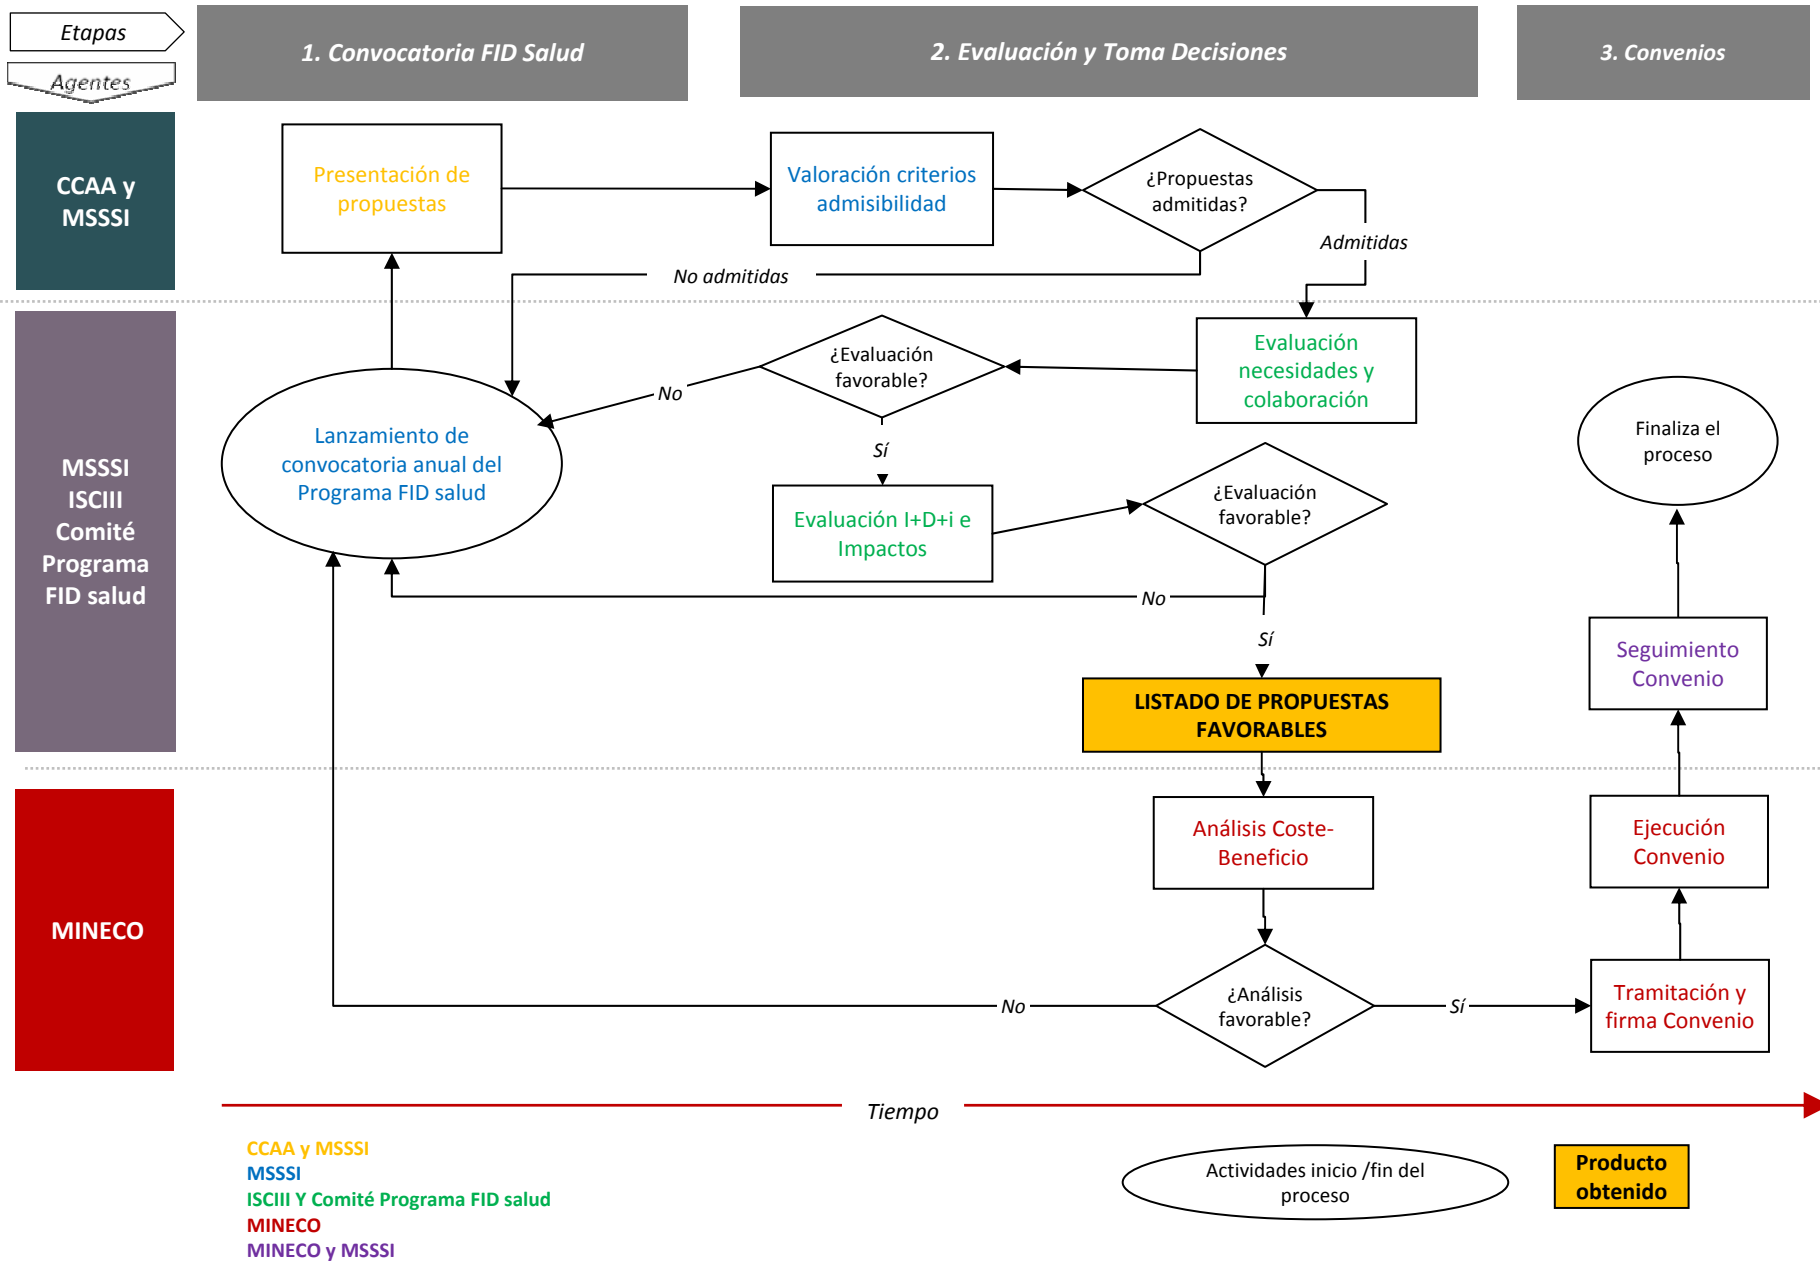 Etapas
Agentes
1. Convocatoria FID Salud
2. Evaluación y Toma Decisiones
3. Convenios
CCAA y
MSSSI
Presentación de
propuestas
Valoración criterios
admisibilidad
¿Propuestas
admitidas?
Admitidas
No admitidas
MSSSI
ISCIII
Comité
Programa
FID salud
Lanzamiento de
convocatoria anual del
Programa FID salud
No
¿Evaluación
favorable?
Evaluación
necesidades y
colaboración
Sí
Evaluación I+D+i e
Impactos
¿Evaluación
favorable?
No
Sí
LISTADO DE PROPUESTAS
FAVORABLES
Finaliza el
proceso
Seguimiento
Convenio
MINECO
Análisis Coste-
Beneficio
Ejecución
Convenio
No
¿Análisis
favorable?
Sí
Tramitación y
firma Convenio
Tiempo
CCAA y MSSSI
MSSSI
ISCIII Y Comité Programa FID salud
MINECO
MINECO y MSSSI
Actividades inicio /fin del
proceso
Producto
obtenido